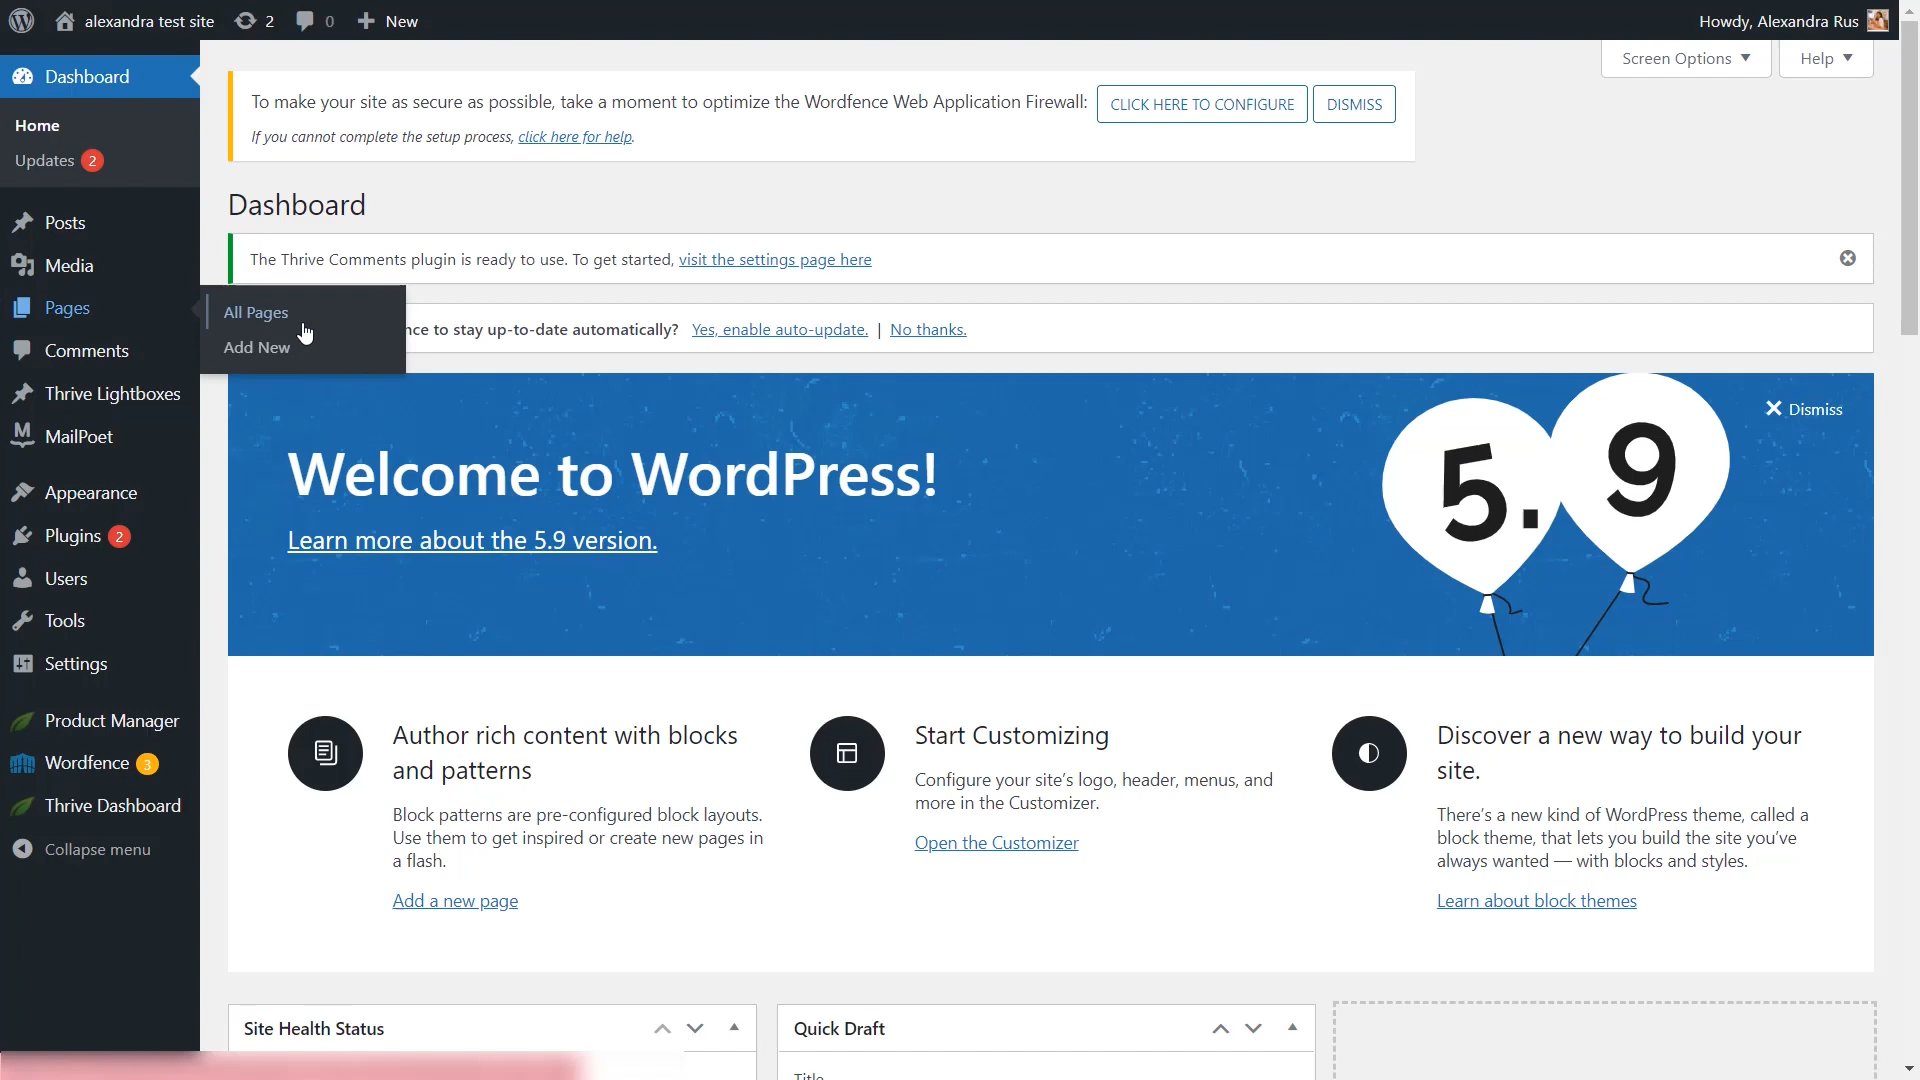 alexandra test site 2 0 New Howdy, Alexandra Rus
Screen Options Help
Dashboard
Home
Updates 2
Posts
Media
Pages
Comments
Thrive Lightboxes
MailPoet
Appearance
Plugins 2
Users
Tools
Settings
Product Manager
Wordfence 3
Thrive Dashboard
Collapse menu
All Pages
Add New
To make your site as secure as possible, take a moment to optimize the Wordfence Web Application Firewall: CLICK HERE TO CONFIGURE DISMISS
If you cannot complete the setup process, click here for help.
Dashboard
The Thrive Comments plugin is ready to use. To get started, visit the settings page here
to stay up-to-date automatically? Yes, enable auto-update. | No thanks.
Dismiss
Welcome to WordPress!
Learn more about the 5.9 version.
5.9
Author rich content with blocks
and patterns
Block patterns are pre-configured block layouts.
Use them to get inspired or create new pages in
a flash.
Add a new page
Start Customizing
Configure your site's logo, header, menus, and
more in the Customizer.
Open the Customizer
Discover a new way to build your
site.
There's a new kind of WordPress theme, called a
block theme, that lets you build the site you've
always wanted — with blocks and styles.
Learn about block themes
Site Health Status
Quick Draft
Title